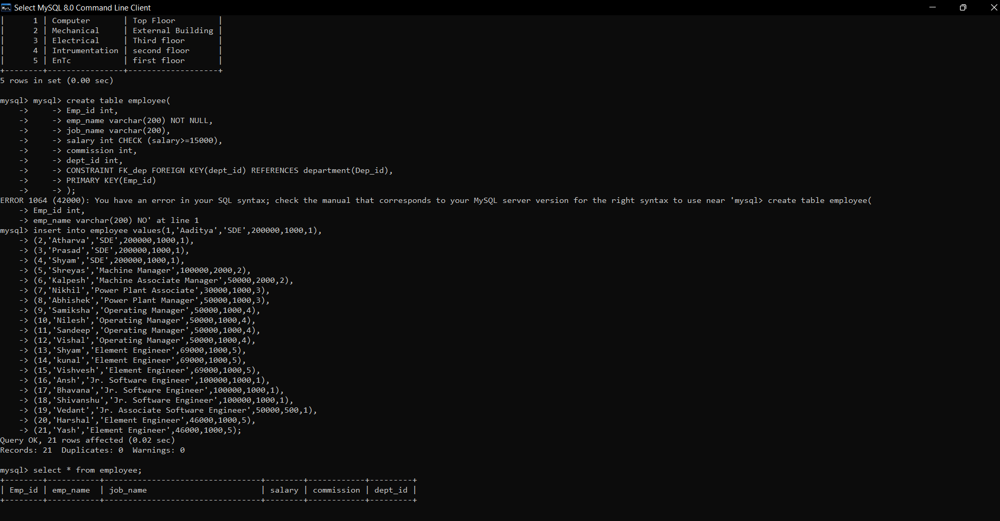 Select MySQL 8.0 Command Line Client
|      1 | Computer       | Top Floor         |
|      2 | Mechanical     | External Building |
|      3 | Electrical     | Third floor       |
|      4 | Intrumentation | second floor      |
|      5 | EnTc           | first floor       |
+--------+----------------+-------------------+
5 rows in set (0.00 sec)
mysql> mysql> create table employee(
    ->     -> Emp_id int,
    ->     -> emp_name varchar(200) NOT NULL,
    ->     -> job_name varchar(200),
    ->     -> salary int CHECK (salary>=15000),
    ->     -> commission int,
    ->     -> dept_id int,
    ->     -> CONSTRAINT FK_dep FOREIGN KEY(dept_id) REFERENCES department(Dep_id),
    ->     -> PRIMARY KEY(Emp_id)
    ->     -> );
ERROR 1064 (42000): You have an error in your SQL syntax; check the manual that corresponds to your MySQL server version for the right syntax to use near 'mysql> create table employee(
    -> Emp_id int,
    -> emp_name varchar(200) NO' at line 1
mysql> insert into employee values(1,'Aaditya','SDE',200000,1000,1),
    -> (2,'Atharva','SDE',200000,1000,1),
    -> (3,'Prasad','SDE',200000,1000,1),
    -> (4,'Shyam','SDE',200000,1000,1),
    -> (5,'Shreyas','Machine Manager',100000,2000,2),
    -> (6,'Kalpesh','Machine Associate Manager',50000,2000,2),
    -> (7,'Nikhil','Power Plant Associate',30000,1000,3),
    -> (8,'Abhishek','Power Plant Manager',50000,1000,3),
    -> (9,'Samiksha','Operating Manager',50000,1000,4),
    -> (10,'Nilesh','Operating Manager',50000,1000,4),
    -> (11,'Sandeep','Operating Manager',50000,1000,4),
    -> (12,'Vishal','Operating Manager',50000,1000,4),
    -> (13,'Shyam','Element Engineer',69000,1000,5),
    -> (14,'kunal','Element Engineer',69000,1000,5),
    -> (15,'Vishvesh','Element Engineer',69000,1000,5),
    -> (16,'Ansh','Jr. Software Engineer',100000,1000,1),
    -> (17,'Bhavana','Jr. Software Engineer',100000,1000,1),
    -> (18,'Shivanshu','Jr. Software Engineer',100000,1000,1),
    -> (19,'Vedant','Jr. Associate Software Engineer',50000,500,1),
    -> (20,'Harshal','Element Engineer',46000,1000,5),
    -> (21,'Yash','Element Engineer',46000,1000,5);
Query OK, 21 rows affected (0.02 sec)
Records: 21  Duplicates: 0  Warnings: 0
mysql> select * from employee;
+--------+-----------+---------------------------------+--------+------------+---------+
| Emp_id | emp_name  | job_name                        | salary | commission | dept_id |
+--------+-----------+---------------------------------+--------+------------+---------+